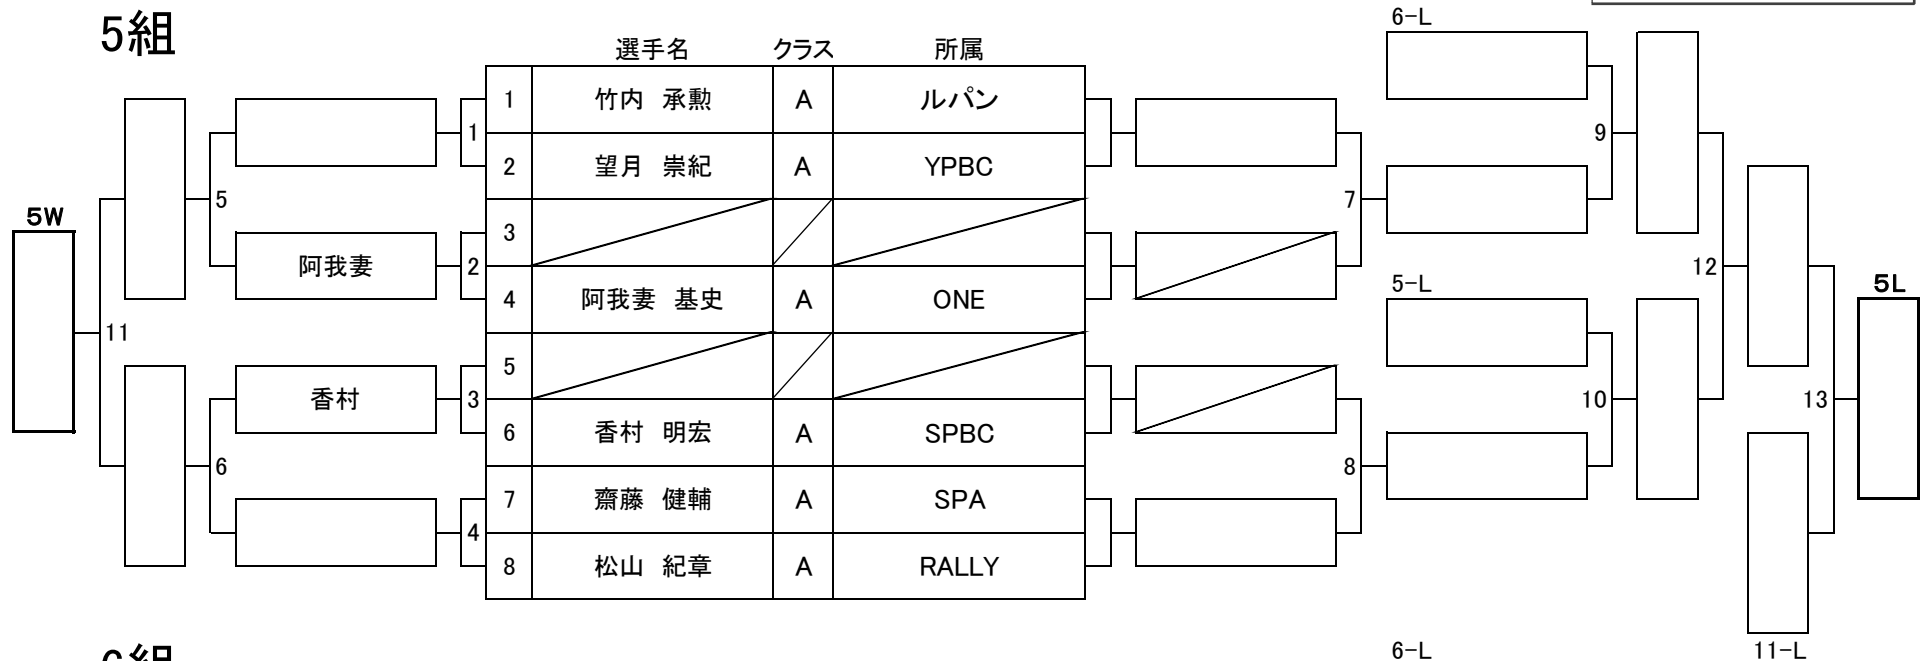 6-L
5組
選手名 クラス 所属
1 竹内 承勲 A ルパン
1
9
2 望月 崇紀 A YPBC
5
7
5W
3
阿我妻 2
12
4 阿我妻 基史 A ONE
5-L
5L
11
5
香村 3
10
13
6 香村 明宏 A SPBC
6
8
7 齋藤 健輔 A SPA
4
8 松山 紀章 A RALLY
6-L
11-L